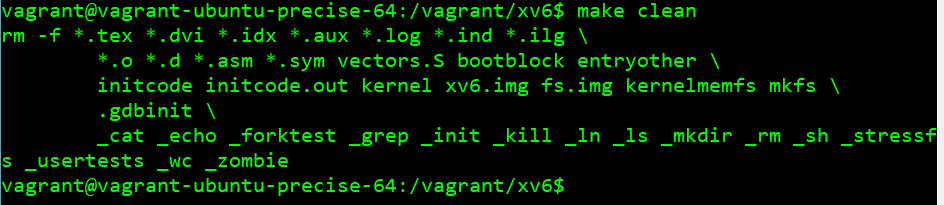 vagrant@vagrant-ubuntu-precise-64:/vagrant/xv6$ make clean
rm -f *.tex *.dvi *.idx *.aux *.log *.ind *.ilg \
        *.o *.d *.asm *.sym vectors.S bootblock entryother \
        initcode initcode.out kernel xv6.img fs.img kernelmemfs mkfs \
        .gdbinit \
        _cat _echo _forktest _grep _init _kill _ln _ls _mkdir _rm _sh _stressf
s _usertests _wc _zombie
vagrant@vagrant-ubuntu-precise-64:/vagrant/xv6$